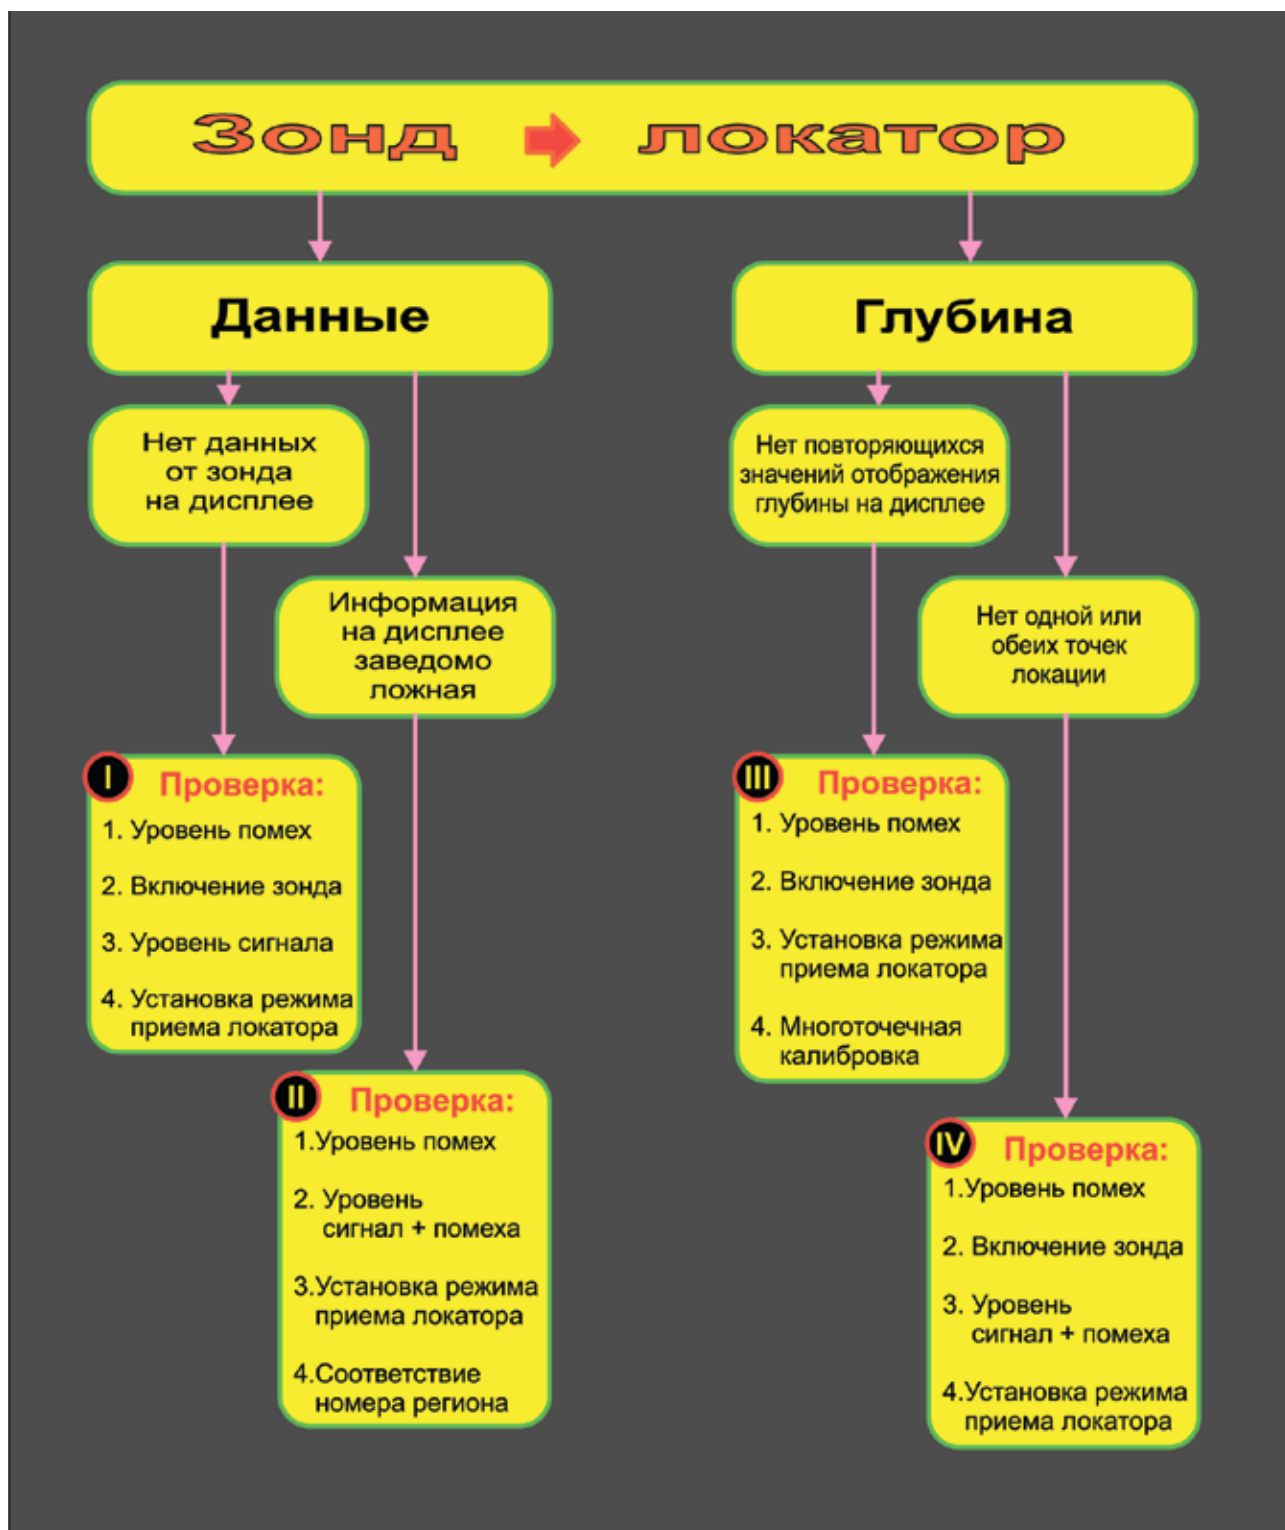 Зонд локатор
Данные
Глубина
Нет данных
от зонда
на дисплее
Нет повторяющихся
значений отображения
глубины на дисплее
Информация
на дисплее
заведомо
ложная
Нет одной или
обеих точек
локации
I Проверка:
1. Уровень помех
2. Включение зонда
3. Уровень сигнала
4. Установка режима
приема локатора
III Проверка:
1. Уровень помех
2. Включение зонда
3. Установка режима
приема локатора
4. Многоточечная
калибровка
II Проверка:
1.Уровень помех
2. Уровень
сигнал + помеха
3.Установка режима
приема локатора
4.Соответствие
номера региона
IV Проверка:
1.Уровень помех
2. Включение зонда
3. Уровень
сигнал + помеха
4.Установка режима
приема локатора